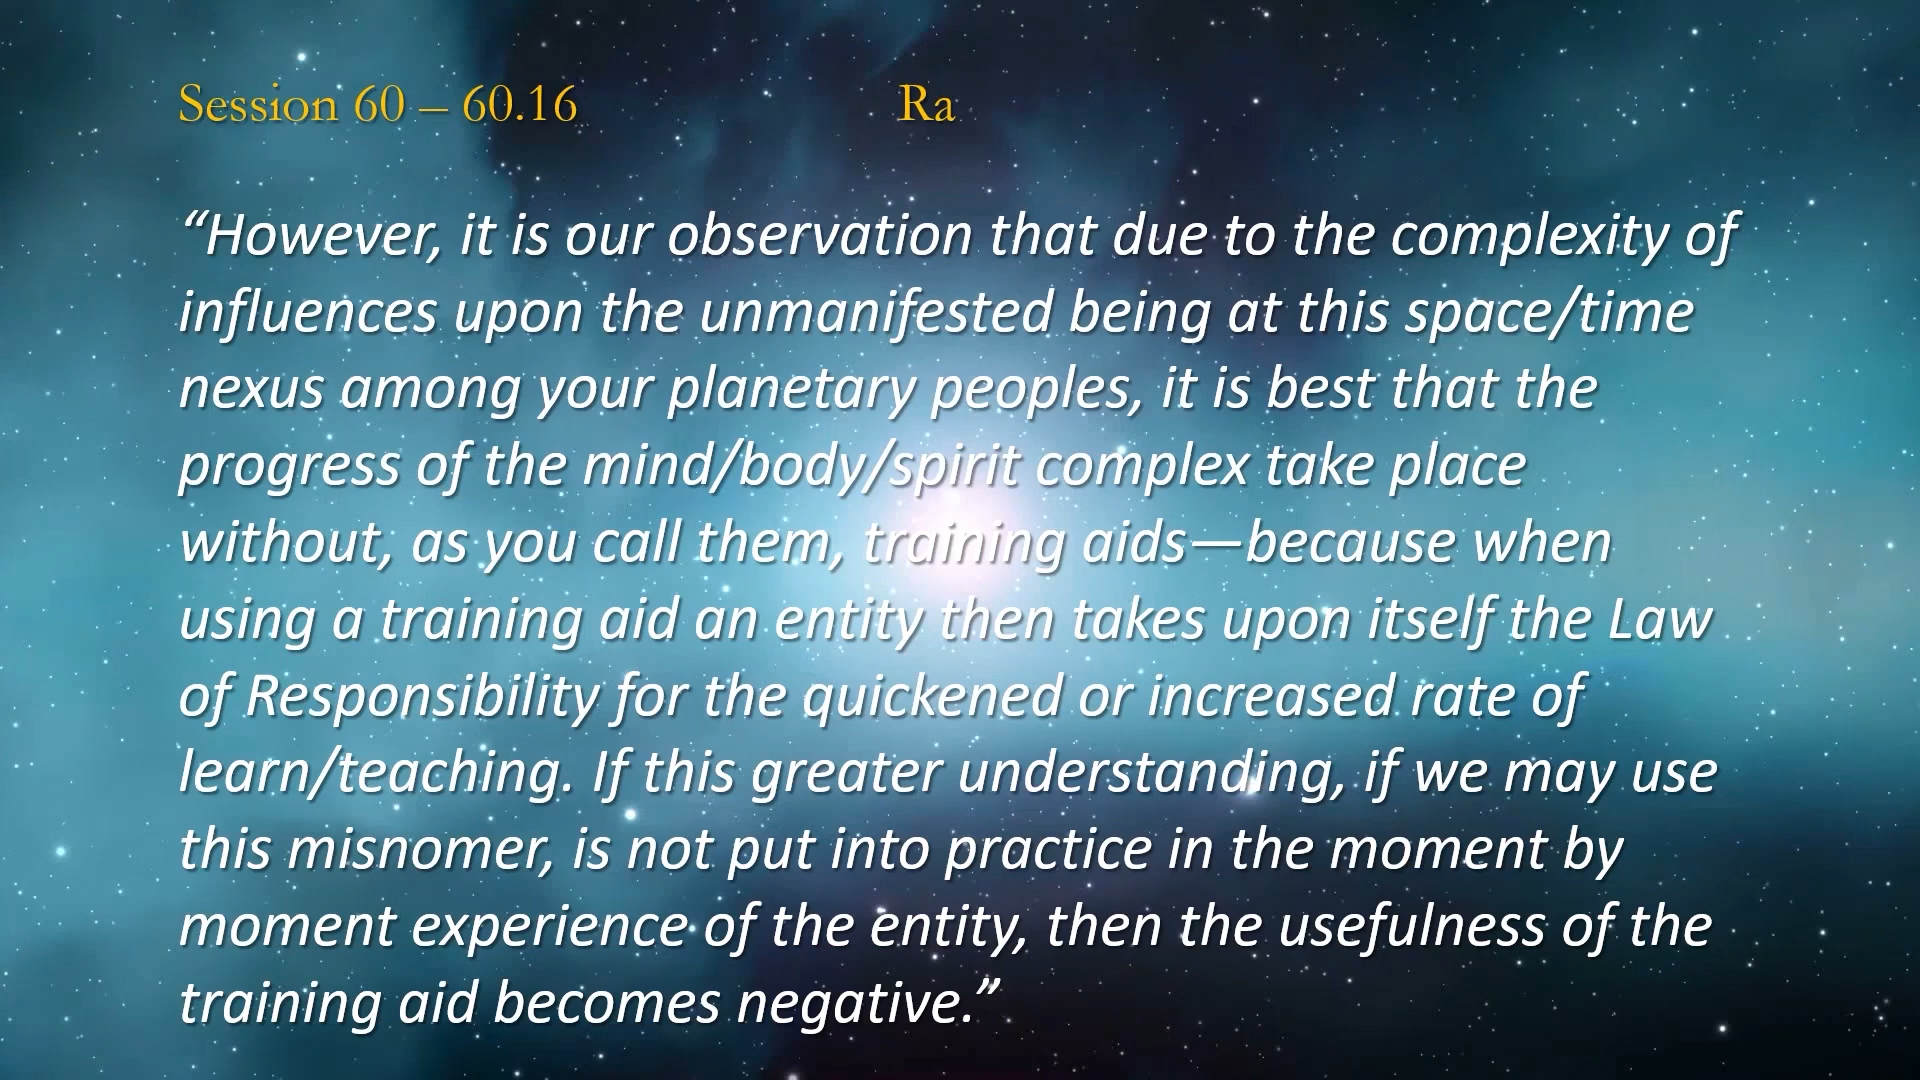 Session 60 – 60.16 Ra
“However, it is our observation that due to the complexity of
influences upon the unmanifested being at this space/time
nexus among your planetary peoples, it is best that the
progress of the mind/body/spirit complex take place
without, as you call them, training aids—because when
using a training aid an entity then takes upon itself the Law
of Responsibility for the quickened or increased rate of
learn/teaching. If this greater understanding, if we may use
this misnomer, is not put into practice in the moment by
moment experience of the entity, then the usefulness of the
training aid becomes negative.”